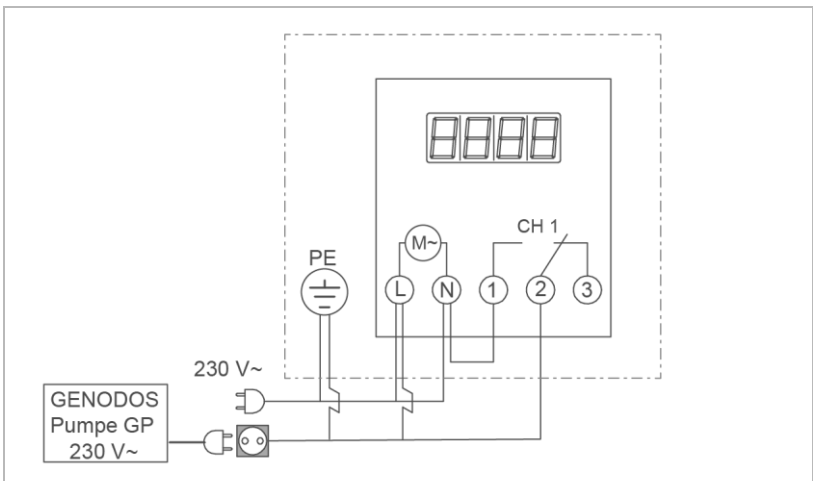 CH 1
M~
PE
L N 1 2 3
230 V~
GENODOS
Pumpe GP
230 V~